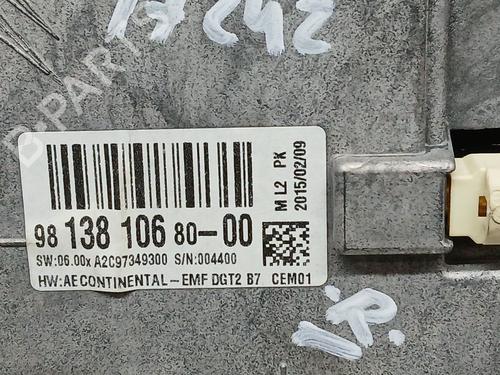 17242
B-PARTS
M L2 PK
2015/02/09
98 138 106 80-00
SW:06.00x A2C97349300 S/N:004400
HW:AE CONTINENTAL-EMF DGT2 B7 CEM01